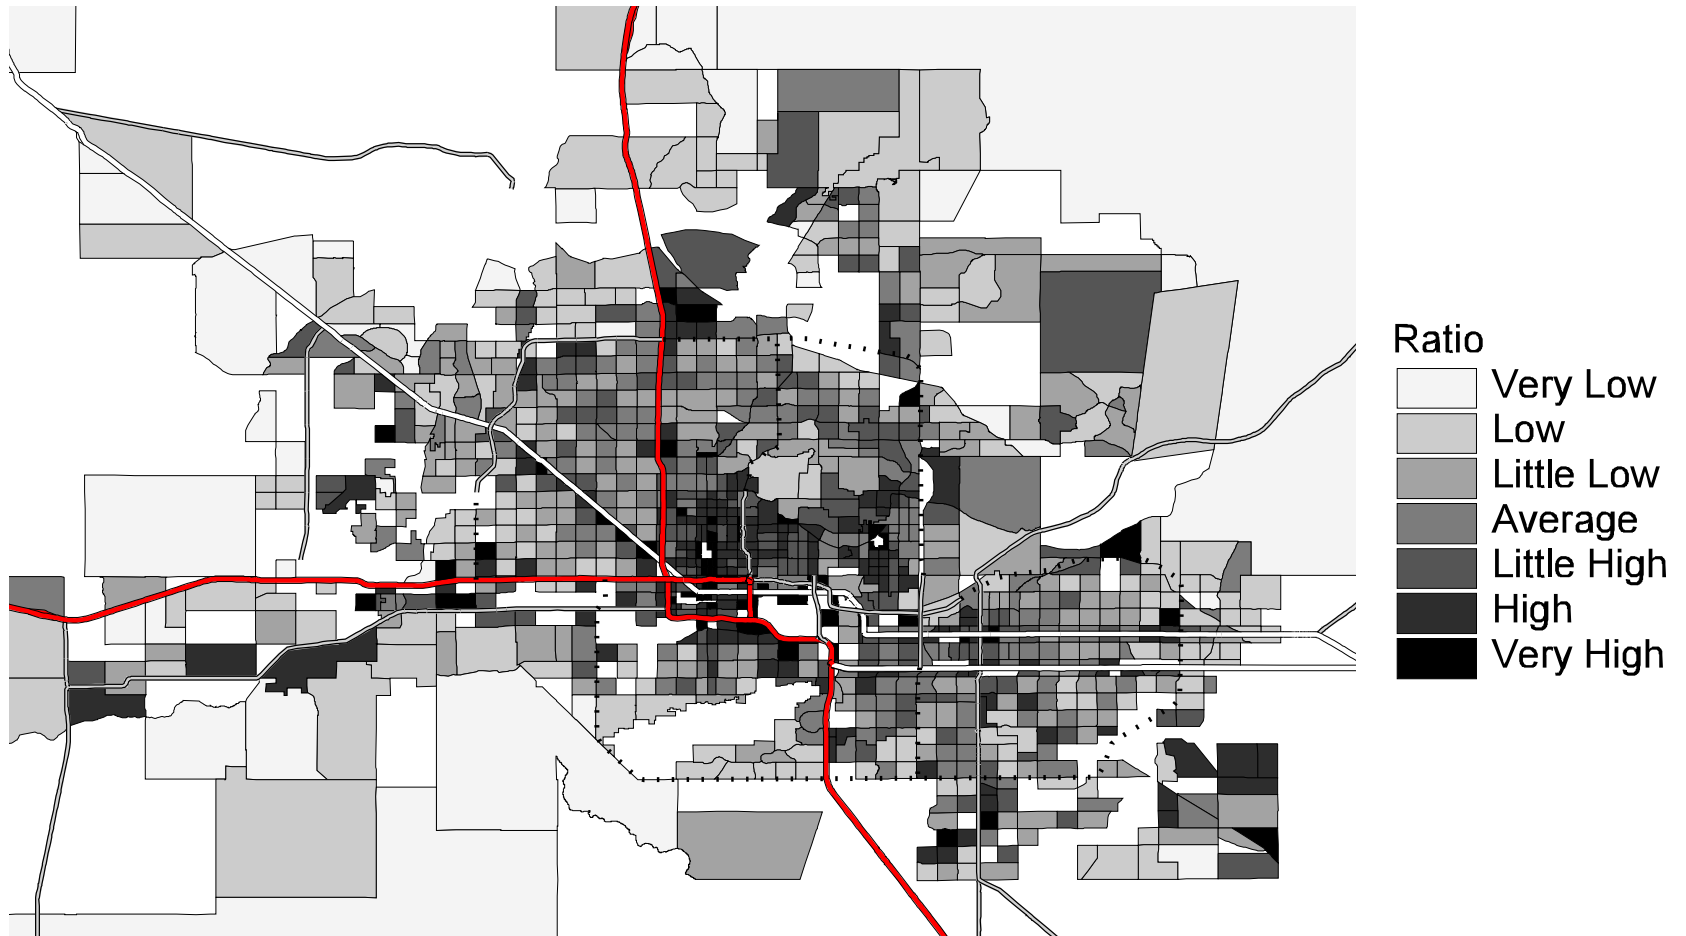 Ratio
Very Low
Low
Little Low
Average
Little High
High
Very High